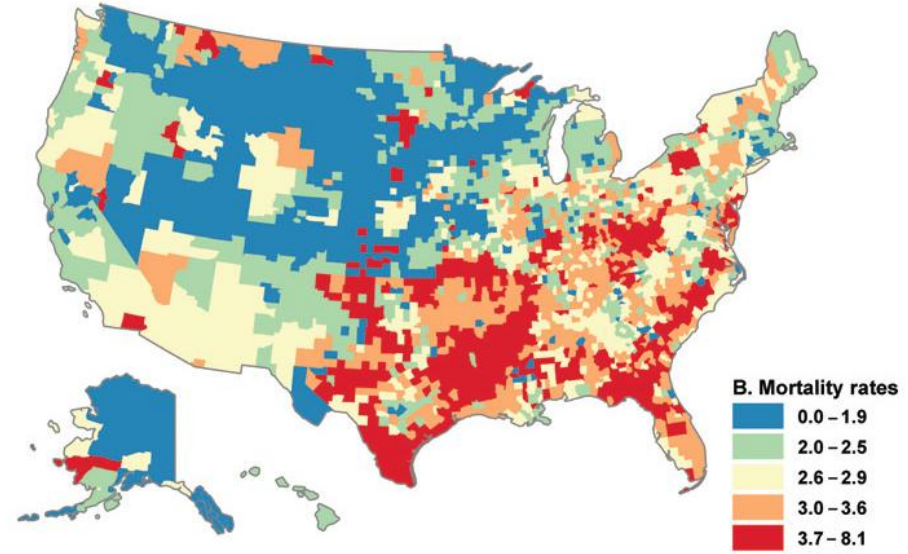 B. Mortality rates
0.0 – 1.9
2.0 – 2.5
2.6 – 2.9
3.0 – 3.6
3.7 – 8.1